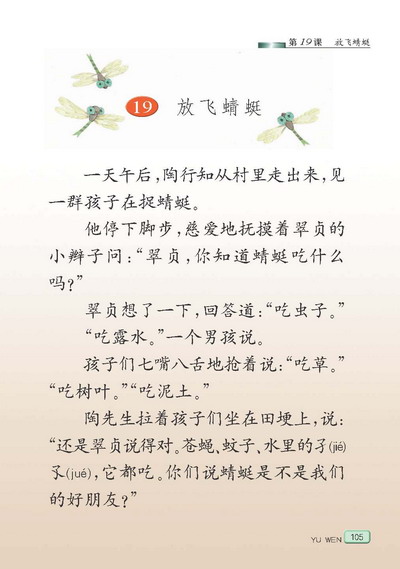 第19课 放飞蜻蜓
19 放飞蜻蜓
一天午后，陶行知从村里走出来，见
一群孩子在捉蜻蜓。
他停下脚步，慈爱地抚摸着翠贞的
小辫子问：“翠贞，你知道蜻蜓吃什么
吗？”
翠贞想了一下，回答道：“吃虫子。”
“吃露水。”一个男孩说。
孩子们七嘴八舌地抢着说：“吃草。”
“吃树叶。”“吃泥土。”
陶先生拉着孩子们坐在田埂上，说：
“还是翠贞说得对。苍蝇、蚊子、水里的孑(jié)
孓(jué)，它都吃。你们说蜻蜓是不是我们
的好朋友？”
YU WEN 105